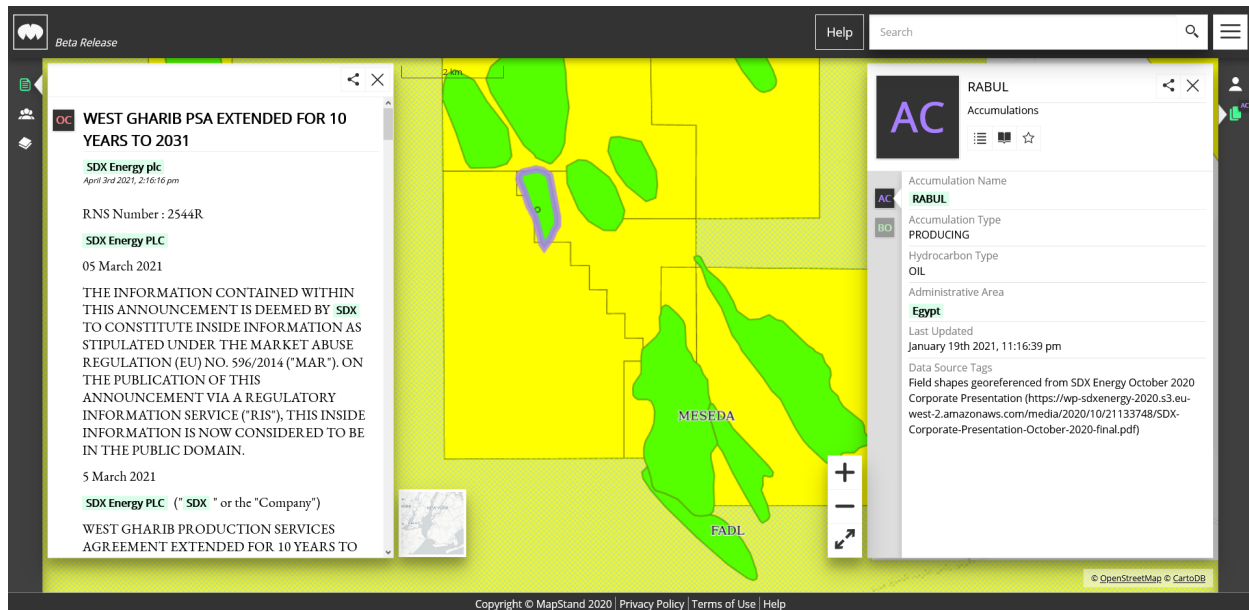 Beta Release
Help
Search
OC
WEST GHARIB PSA EXTENDED FOR 10
YEARS TO 2031
SDX Energy plc
April 3rd 2021, 2:16:16 pm
RNS Number : 2544R
SDX Energy PLC
05 March 2021
THE INFORMATION CONTAINED WITHIN
THIS ANNOUNCEMENT IS DEEMED BY SDX
TO CONSTITUTE INSIDE INFORMATION AS
STIPULATED UNDER THE MARKET ABUSE
REGULATION (EU) NO. 596/2014 ("MAR"). ON
THE PUBLICATION OF THIS
ANNOUNCEMENT VIA A REGULATORY
INFORMATION SERVICE ("RIS"), THIS INSIDE
INFORMATION IS NOW CONSIDERED TO BE
IN THE PUBLIC DOMAIN.
5 March 2021
SDX Energy PLC (" SDX " or the "Company")
WEST GHARIB PRODUCTION SERVICES
AGREEMENT EXTENDED FOR 10 YEARS TO
2 km
MESEDA
FADL
AC
RABUL
Accumulations
AC
BO
Accumulation Name
RABUL
Accumulation Type
PRODUCING
Hydrocarbon Type
OIL
Administrative Area
Egypt
Last Updated
January 19th 2021, 11:16:39 pm
Data Source Tags
Field shapes georeferenced from SDX Energy October 2020
Corporate Presentation (https://wp-sdxenergy-2020.s3.eu-
west-2.amazonaws.com/media/2020/10/21133748/SDX-
Corporate-Presentation-October-2020-final.pdf)
AC
© OpenStreetMap © CartoDB
Copyright © MapStand 2020 | Privacy Policy | Terms of Use | Help